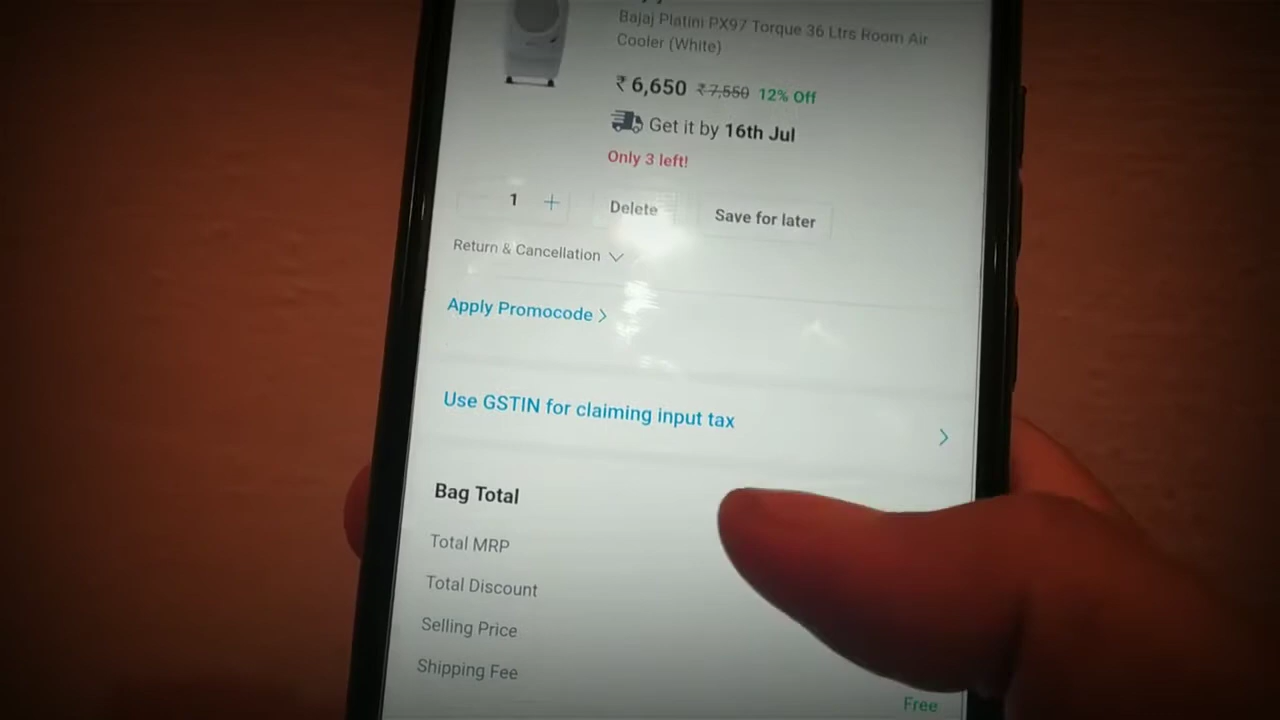 Bajaj Platini PX97 Torque 36 Ltrs Room Air
Cooler (White)
₹ 6,650 ₹ 7,550 12% Off
Get it by 16th Jul
Only 3 left!
1 + Delete Save for later
Return & Cancellation
Apply Promocode >
Use GSTIN for claiming input tax >
Bag Total
Total MRP
Total Discount
Selling Price
Shipping Fee
Free